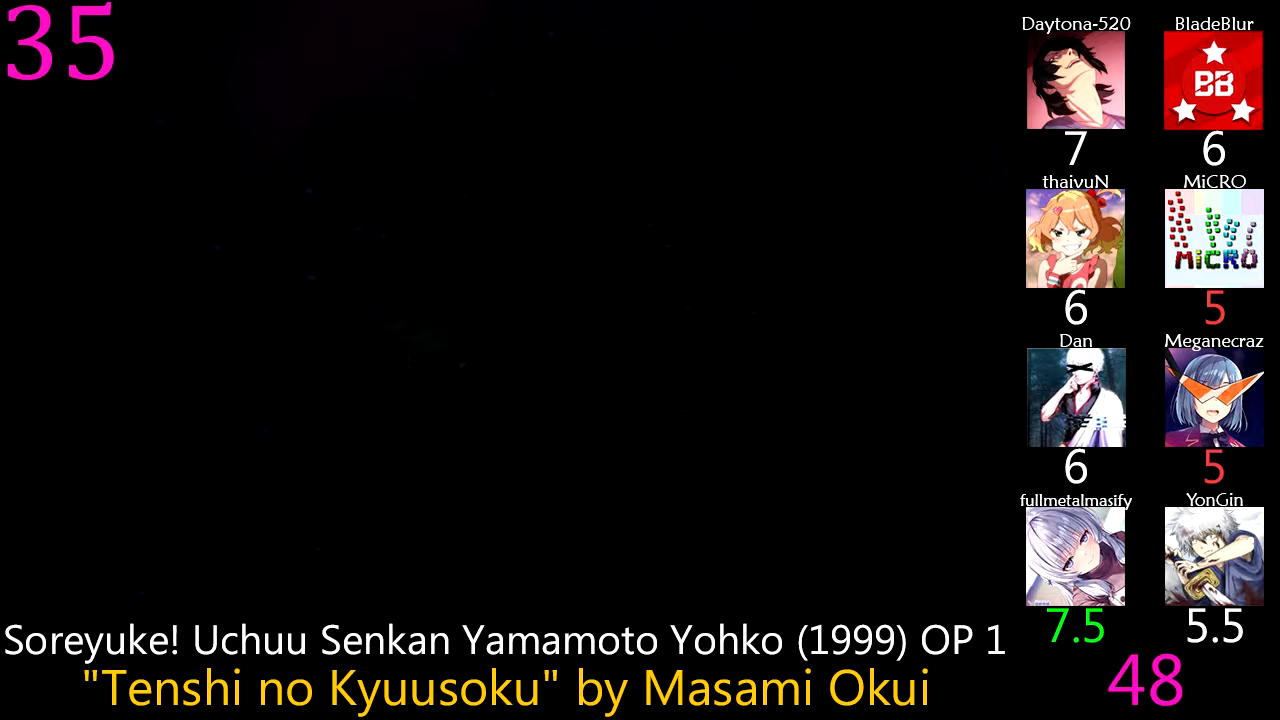 35
Daytona-520
BladeBlur
BB
7
6
thaivuN
MiCRO
MiCRO
6
5
Dan
Meganecraz
6
5
fullmetalmasify
YonGin
7.5
5.5
Soreyuke! Uchuu Senkan Yamamoto Yohko (1999) OP 1
"Tenshi no Kyuusoku" by Masami Okui
48